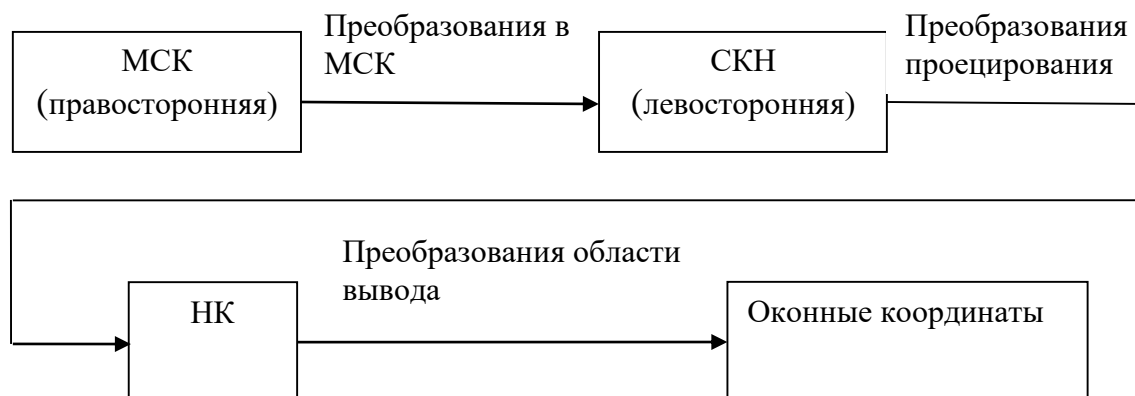 МСК
(правосторонняя)
Преобразования в
МСК
СКН
(левосторонняя)
Преобразования
проецирования
НК
Преобразования области
вывода
Оконные координаты